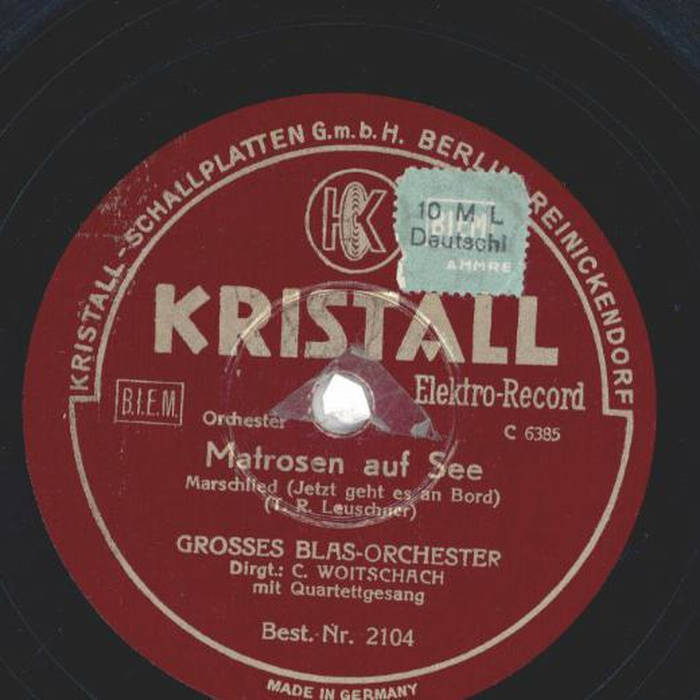 KRISTALL-SCHALLPLATTEN G.m.b.H. BERLIN-REINICKENDORF
HK
10 M L
BIEM
Deutschl
AMMRE
KRISTALL
Elektro-Record
B.I.E.M.
Orchester
C 6385
Matrosen auf See
Marschlied (Jetzt geht es an Bord)
(T. R. Leuschner)
GROSSES BLAS-ORCHESTER
Dirgt.: C. WOITSCHACH
mit Quartettgesang
Best.-Nr. 2104
MADE IN GERMANY